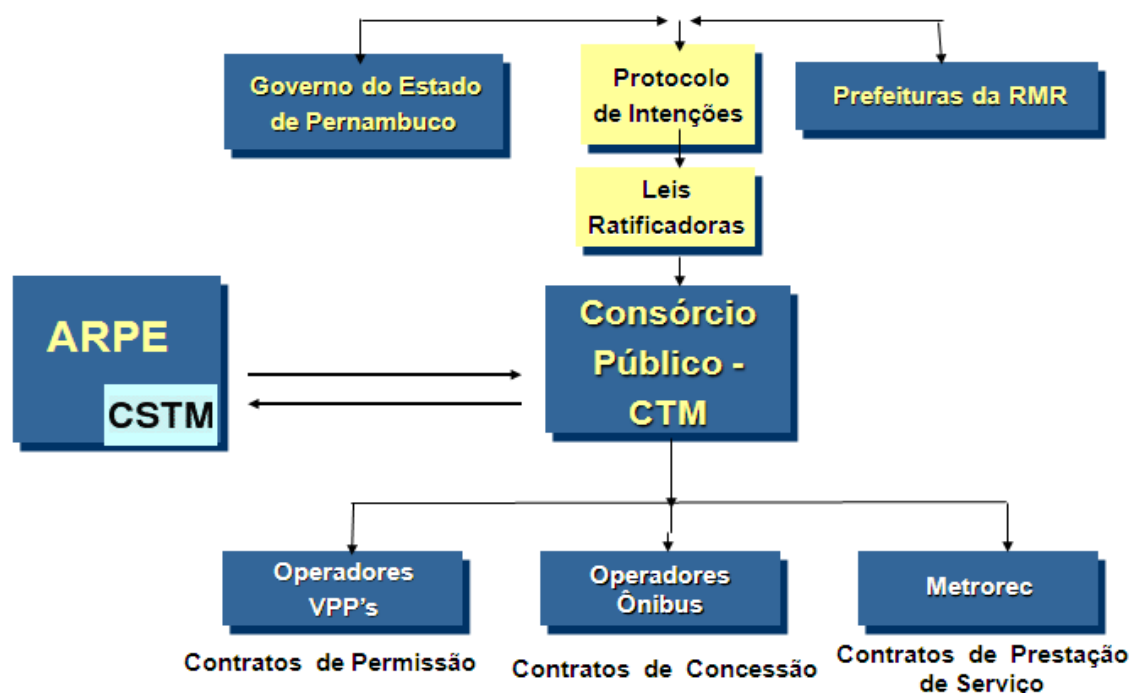 Governo do Estado
de Pernambuco
Protocolo
de Intenções
Prefeituras da RMR
Leis
Ratificadoras
ARPE
CSTM
Consórcio
Público -
CTM
Operadores
VPP's
Operadores
Ônibus
Metrorec
Contratos de Permissão
Contratos de Concessão
Contratos de Prestação
de Serviço